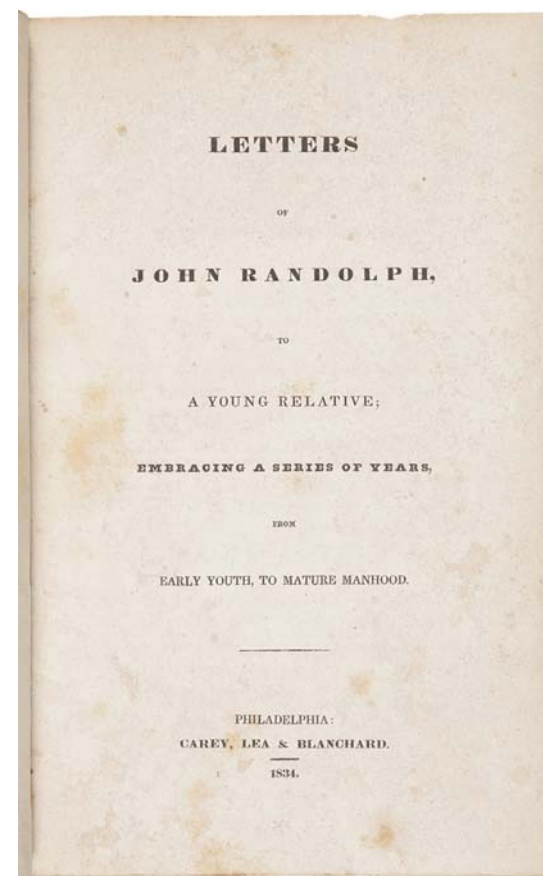 LETTERS
OF
JOHN RANDOLPH,
TO
A YOUNG RELATIVE;
EMBRACING A SERIES OF YEARS,
FROM
EARLY YOUTH, TO MATURE MANHOOD.
PHILADELPHIA:
CAREY, LEA & BLANCHARD.
1834.